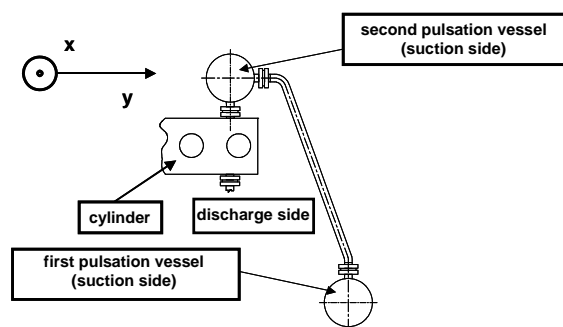 second pulsation vessel
(suction side)
x
y
cylinder
discharge side
first pulsation vessel
(suction side)